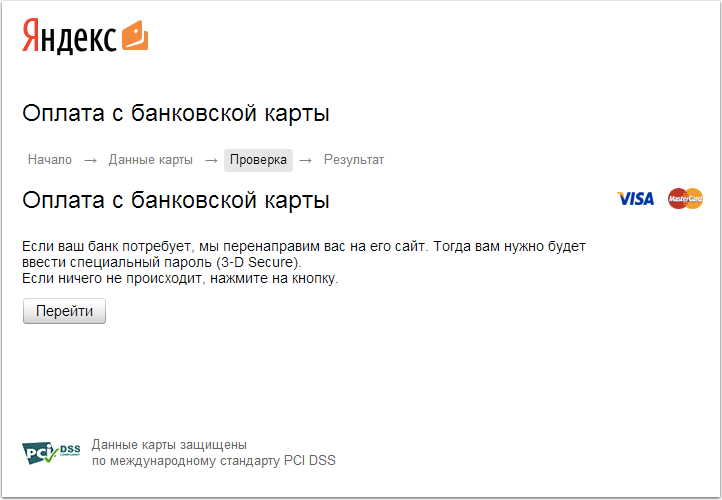 Яндекс
Оплата с банковской карты
Начало → Данные карты → Проверка → Результат
Оплата с банковской карты
VISA MasterCard
Если ваш банк потребует, мы перенаправим вас на его сайт. Тогда вам нужно будет
ввести специальный пароль (3-D Secure).
Если ничего не происходит, нажмите на кнопку.
Перейти
PCI DSS COMPLIANT
Данные карты защищены
по международному стандарту PCI DSS